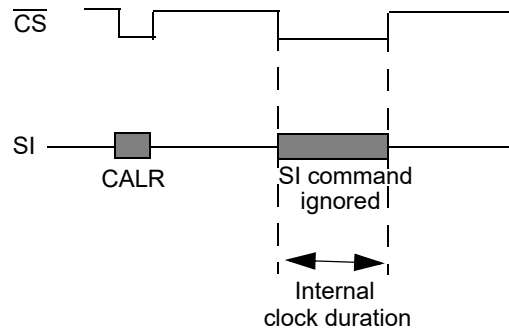 CS
SI
CALR
SI command
ignored
Internal
clock duration